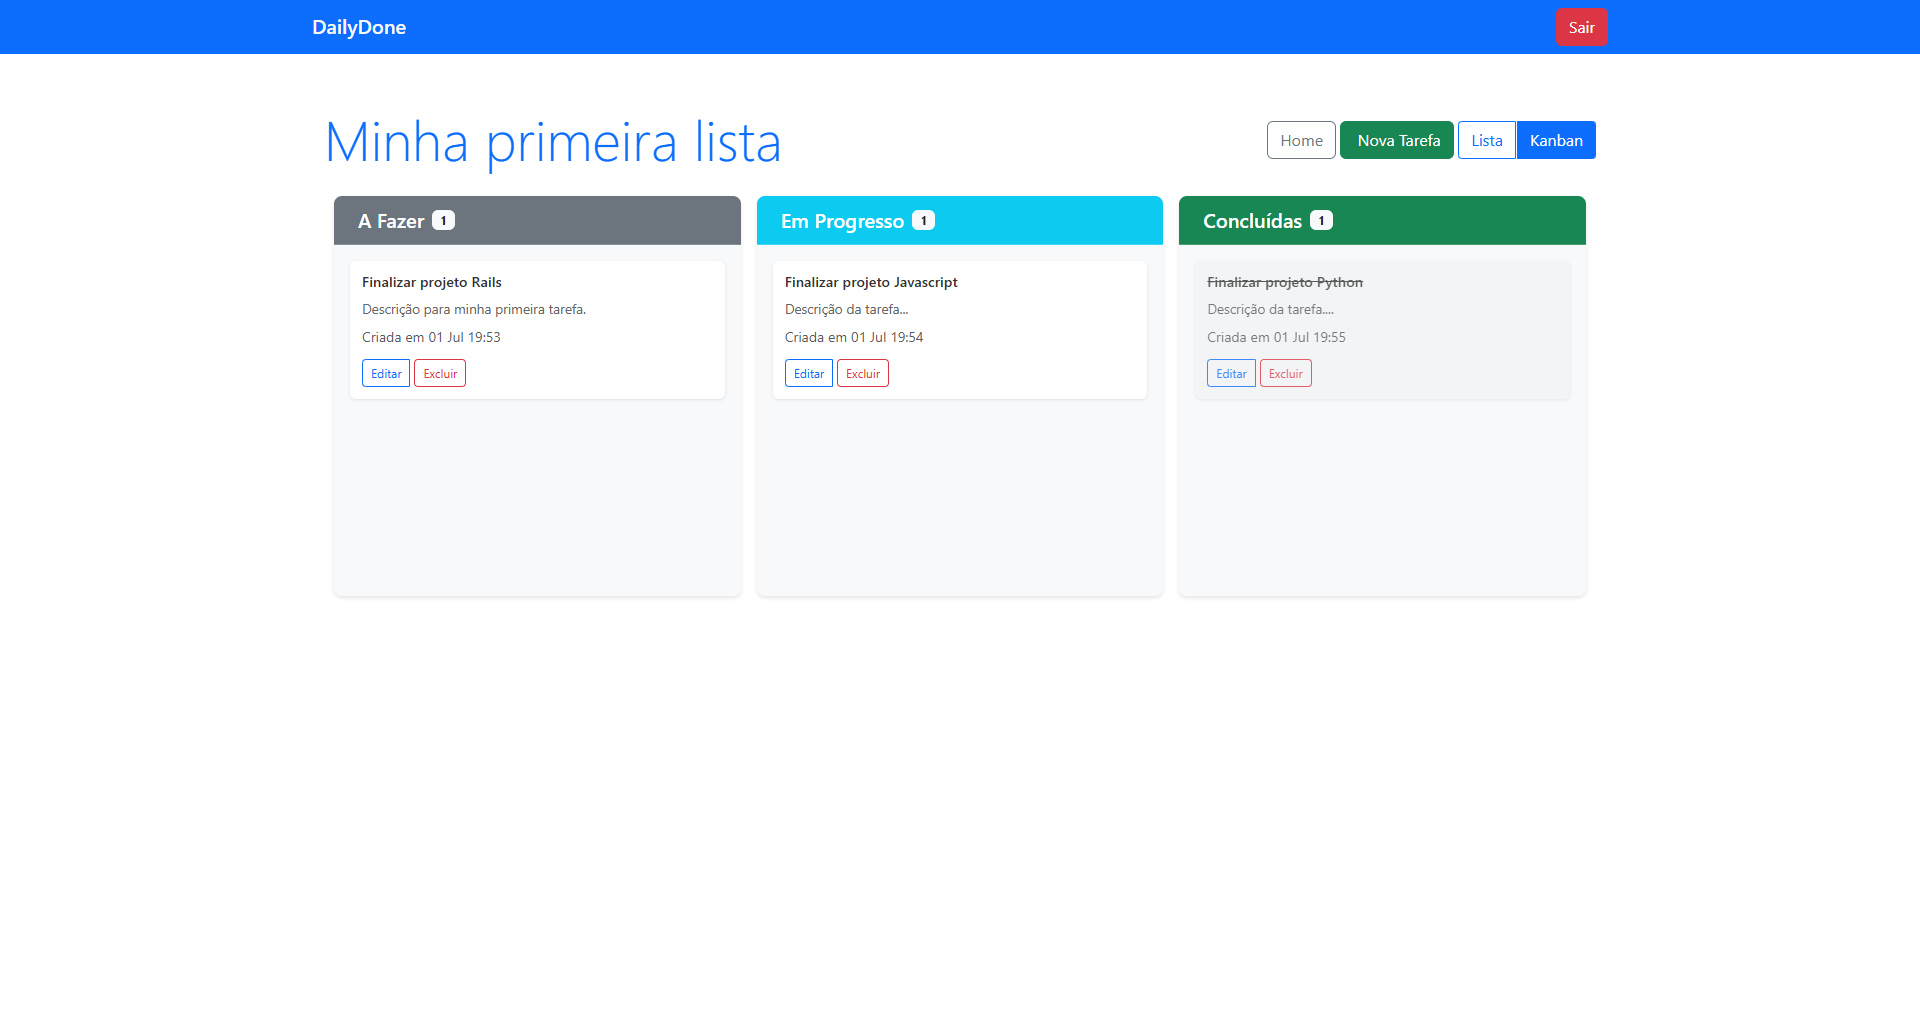 DailyDone
Sair
Minha primeira lista
Home
Nova Tarefa
Lista
Kanban
A Fazer 1
Finalizar projeto Rails
Descrição para minha primeira tarefa.
Criada em 01 Jul 19:53
Editar
Excluir
Em Progresso 1
Finalizar projeto Javascript
Descrição da tarefa...
Criada em 01 Jul 19:54
Editar
Excluir
Concluídas 1
Finalizar projeto Python
Descrição da tarefa....
Criada em 01 Jul 19:55
Editar
Excluir